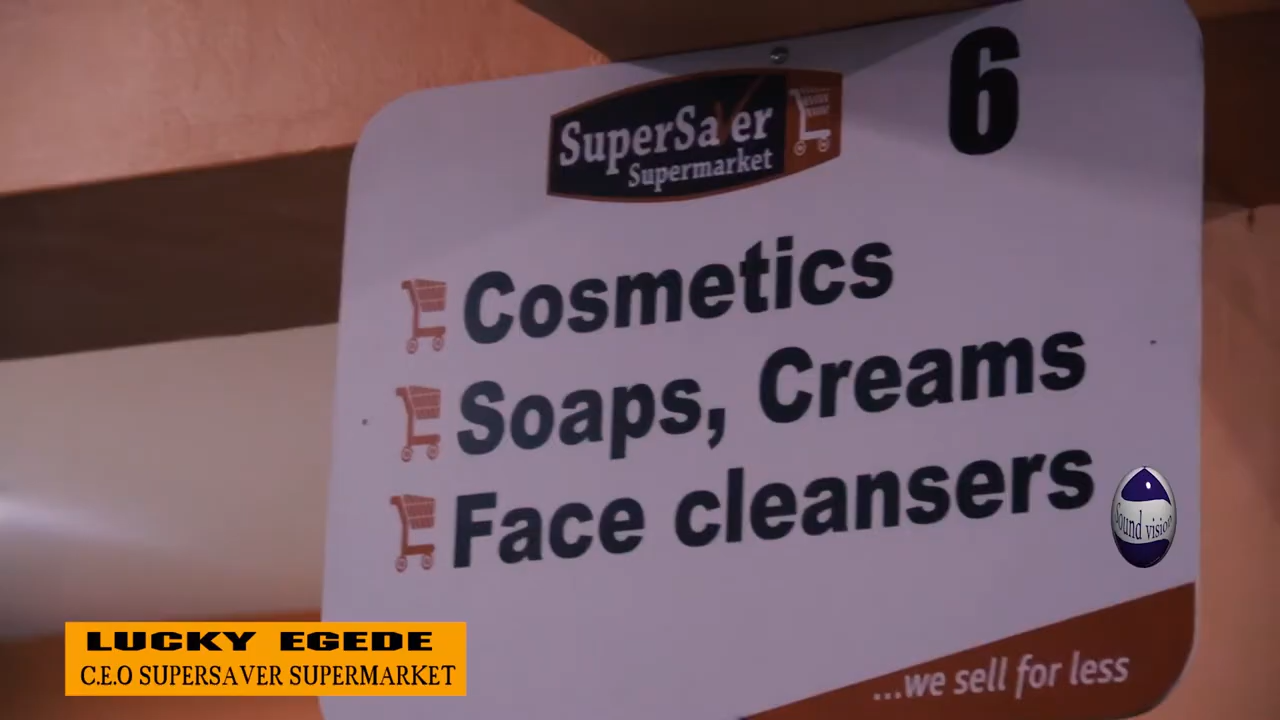 6
SuperSaver
Supermarket
Cosmetics
Soaps, Creams
Face cleansers
Sound vision
LUCKY EGEDE
C.E.O SUPERSAVER SUPERMARKET
...we sell for less